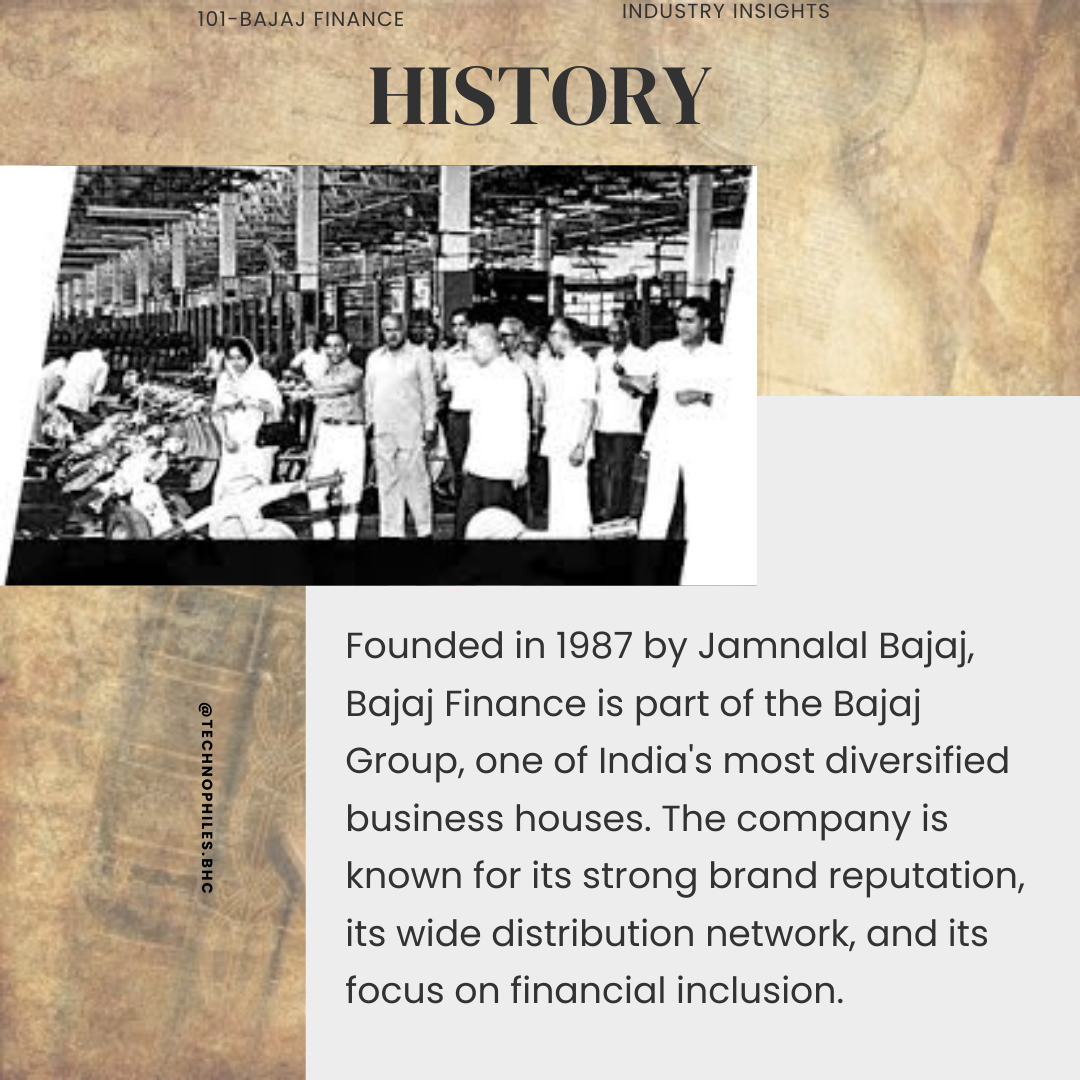 101-BAJAJ FINANCE
INDUSTRY INSIGHTS
HISTORY
Founded in 1987 by Jamnalal Bajaj,
Bajaj Finance is part of the Bajaj
Group, one of India's most diversified
business houses. The company is
known for its strong brand reputation,
its wide distribution network, and its
focus on financial inclusion.
@TECHNOPHILES.BHC